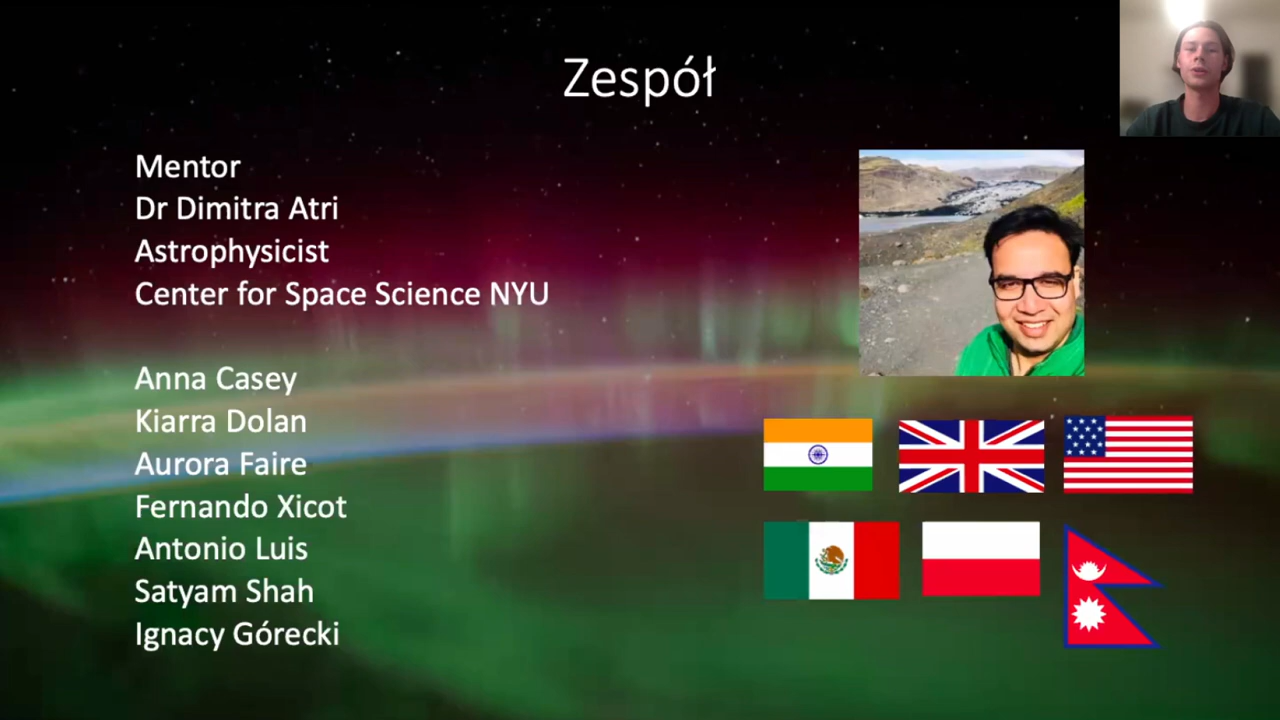 Zespół
Mentor
Dr Dimitra Atri
Astrophysicist
Center for Space Science NYU
Anna Casey
Kiarra Dolan
Aurora Faire
Fernando Xicot
Antonio Luis
Satyam Shah
Ignacy Górecki